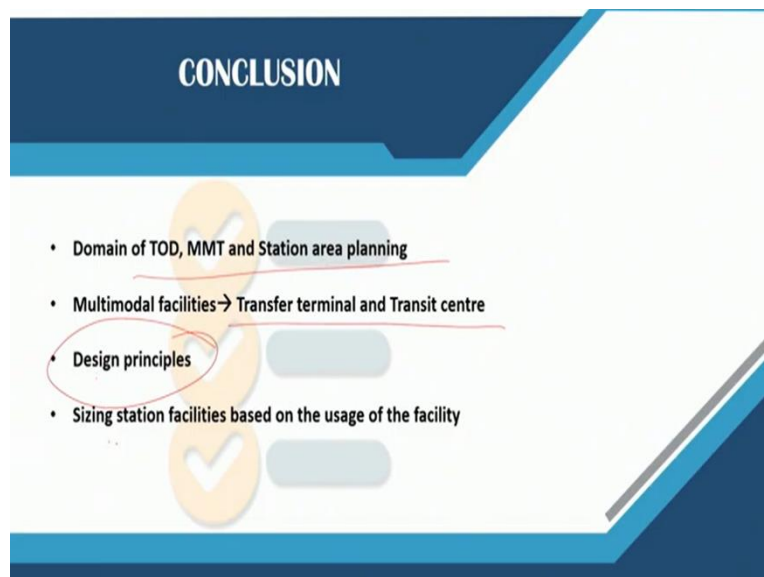 CONCLUSION
• Domain of TOD, MMT and Station area planning
• Multimodal facilities→ Transfer terminal and Transit centre
• Design principles
• Sizing station facilities based on the usage of the facility